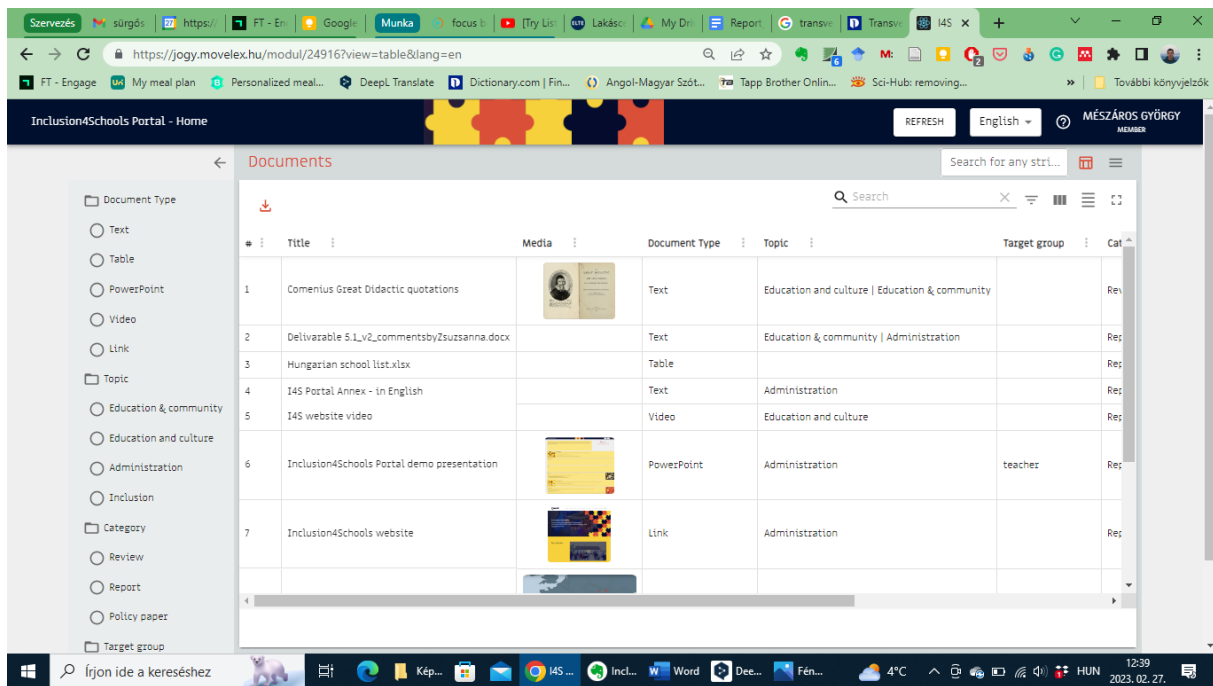 Szervezés
sürgós
https://
FT - En
Google
Munka
focus b
[Try List
Lakásc
My Dri
Report
transve
Transve
I4S
https://jogy.movelex.hu/modul/24916?view=table&lang=en
FT - Engage
My meal plan
Personalized meal...
DeepL Translate
Dictionary.com | Fin...
Angol-Magyar Szót...
Tapp Brother Onlin...
Sci-Hub: removing...
»
További könyvjelzők
Inclusion4Schools Portal - Home
REFRESH
English
MÉSZÁROS GYÖRGY
MEMBER
Documents
Search for any stri...
Document Type
Text
Table
PowerPoint
Video
Link
Topic
Education & community
Education and culture
Administration
Inclusion
Category
Review
Report
Policy paper
Target group
Search
# Title Media Document Type Topic Target group Cat
1 Comenius Great Didactic quotations Text Education and culture | Education & community Rev
2 Delivarable 5.1_v2_commentsbyZsuzsanna.docx Text Education & community | Administration Rep
3 Hungarian school list.xlsx Table Rep
4 I4S Portal Annex - in English Text Administration Rep
5 I4S website video Video Education and culture Rep
6 Inclusion4Schools Portal demo presentation PowerPoint Administration teacher Rep
7 Inclusion4Schools website Link Administration Rep
Írjon ide a kereséshez
Kép...
I4S ...
Incl...
Word
Dee...
Fén...
4°C
HUN
12:39
2023. 02. 27.